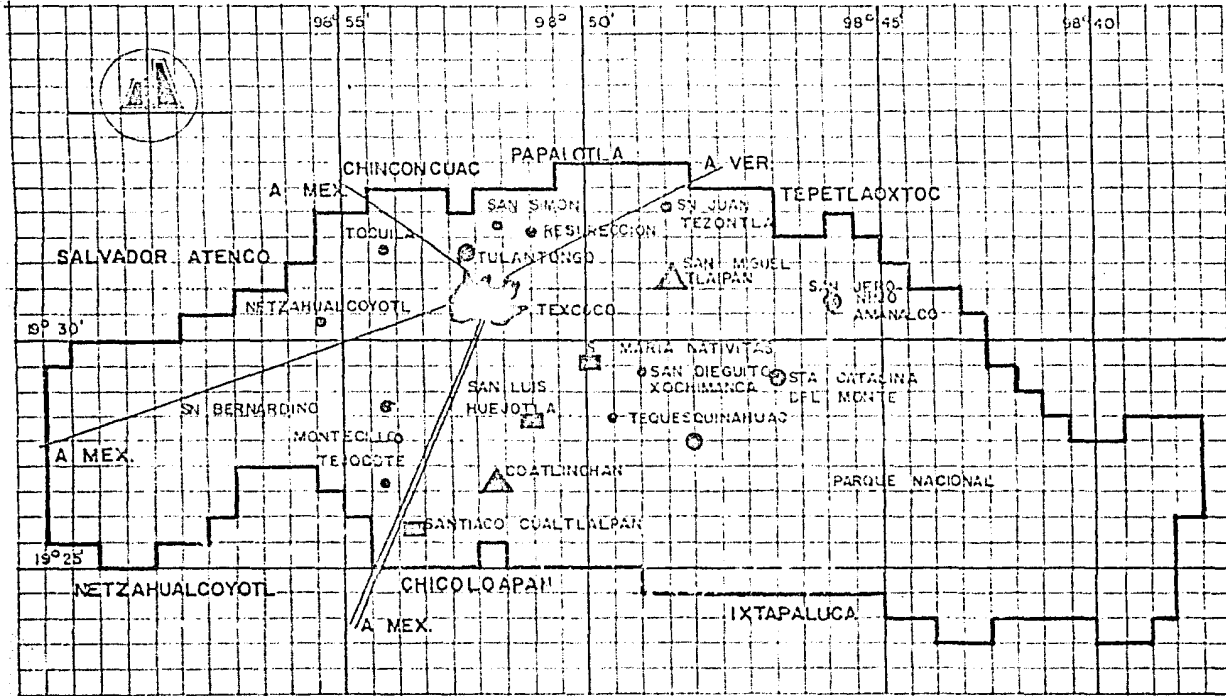 98° 55'
98° 50'
98° 45'
98° 40'
PAPALOTLA
CHINCONCUAC
A VER.
A MEX.
TEPETLAOXTOC
SAN SIMON
SN JUAN
TEZONTLA
RESURECCION
TOCUILA
TULANTONGO
SALVADOR ATENCO
SAN MIGUEL
TLAIPAN
SAN JERO-
NIMO
AMANALCO
NETZAHUALCOYOTL
TEXCOCO
19° 30'
S. MARIA NATIVITAS
SAN DIEGUITO
XOCHIMANCA
STA CATALINA
DEL MONTE
SAN LUIS
HUEJOTLA
SN BERNARDINO
TEQUESQUINAHUAC
MONTECILLO
A MEX.
TEJOCOTE
COATLINCHAN
PARQUE NACIONAL
SANTIAGO CUALTLALPAN
19° 25'
NETZAHUALCOYOTL
CHICOLOAPAN
IXTAPALUCA
A MEX.